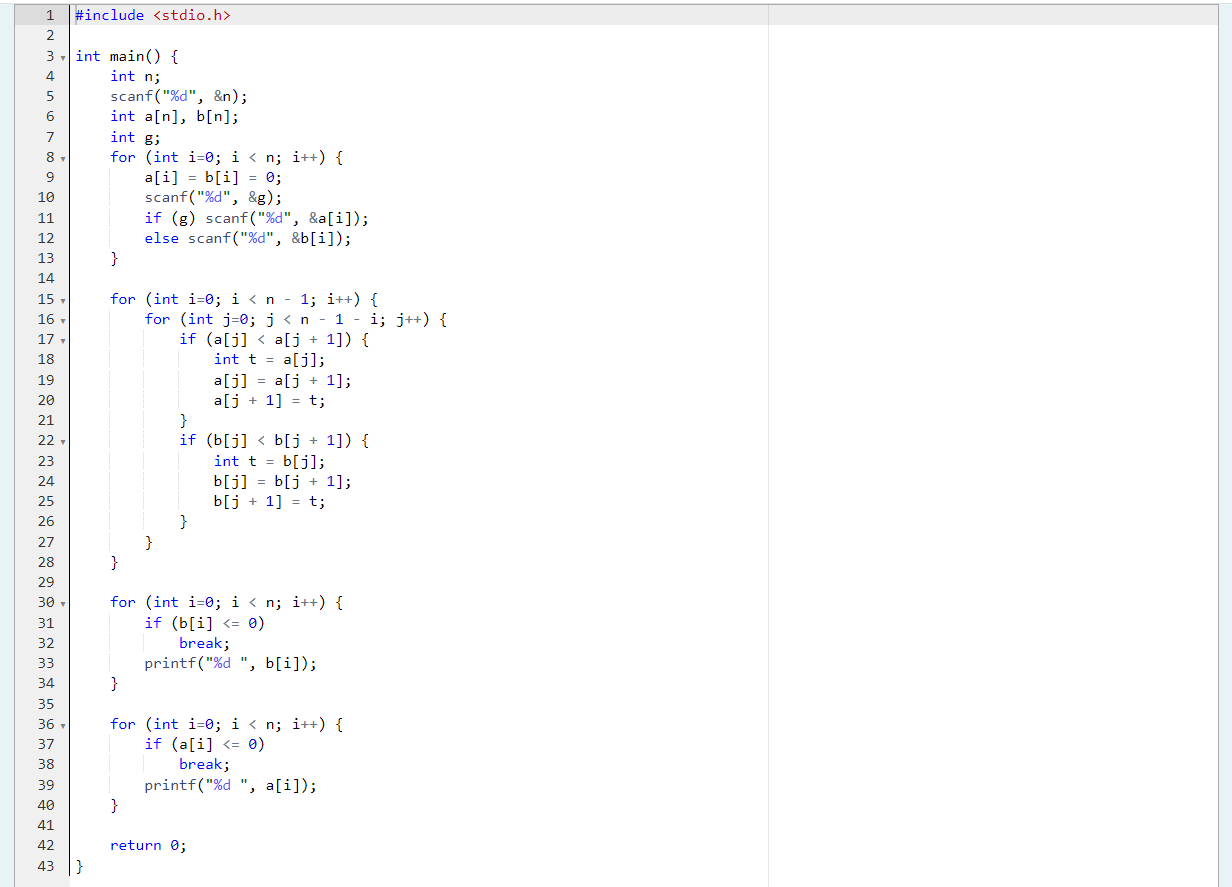 1 #include <stdio.h>
2
3 int main() {
4     int n;
5     scanf("%d", &n);
6     int a[n], b[n];
7     int g;
8     for (int i=0; i < n; i++) {
9         a[i] = b[i] = 0;
10         scanf("%d", &g);
11         if (g) scanf("%d", &a[i]);
12         else scanf("%d", &b[i]);
13     }
14
15     for (int i=0; i < n - 1; i++) {
16         for (int j=0; j < n - 1 - i; j++) {
17             if (a[j] < a[j + 1]) {
18                 int t = a[j];
19                 a[j] = a[j + 1];
20                 a[j + 1] = t;
21             }
22             if (b[j] < b[j + 1]) {
23                 int t = b[j];
24                 b[j] = b[j + 1];
25                 b[j + 1] = t;
26             }
27         }
28     }
29
30     for (int i=0; i < n; i++) {
31         if (b[i] <= 0)
32             break;
33         printf("%d ", b[i]);
34     }
35
36     for (int i=0; i < n; i++) {
37         if (a[i] <= 0)
38             break;
39         printf("%d ", a[i]);
40     }
41
42     return 0;
43 }